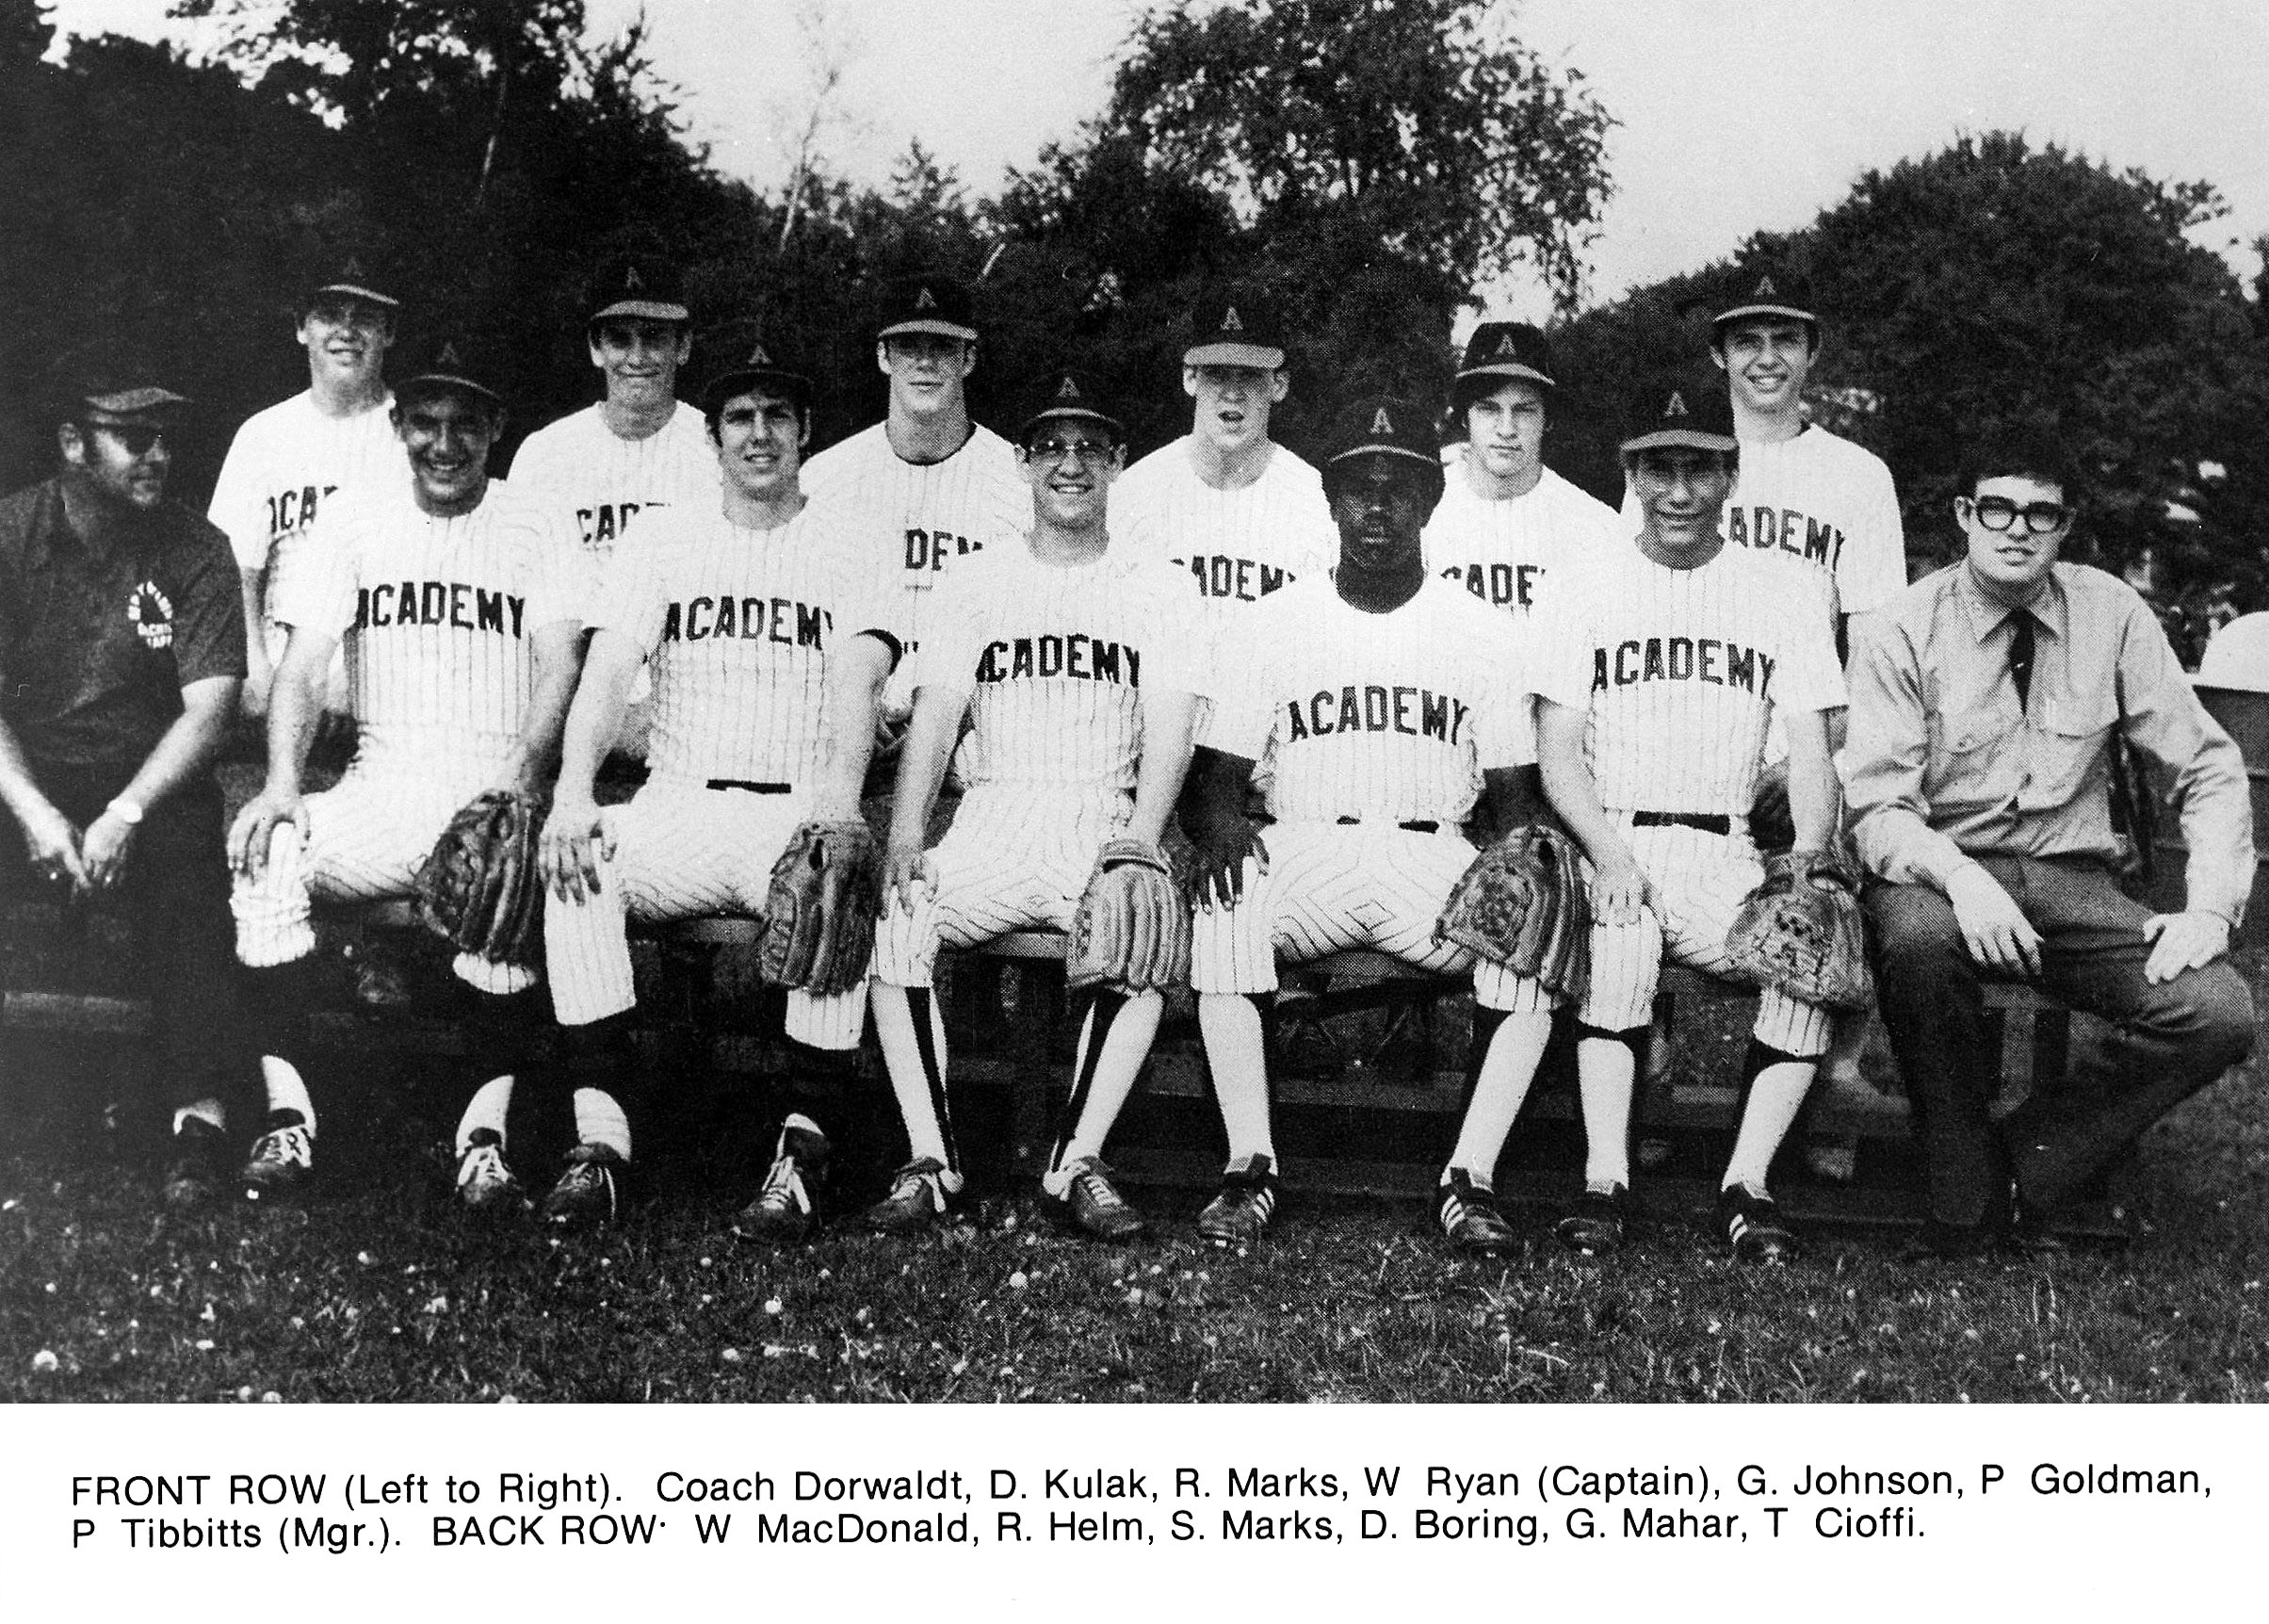 A A A A A A
A A A A A
ACADEMY ACADEMY ACADEMY ACADEMY ACADEMY
FRONT ROW (Left to Right). Coach Dorwaldt, D. Kulak, R. Marks, W Ryan (Captain), G. Johnson, P Goldman,
P Tibbitts (Mgr.). BACK ROW· W MacDonald, R. Helm, S. Marks, D. Boring, G. Mahar, T Cioffi.